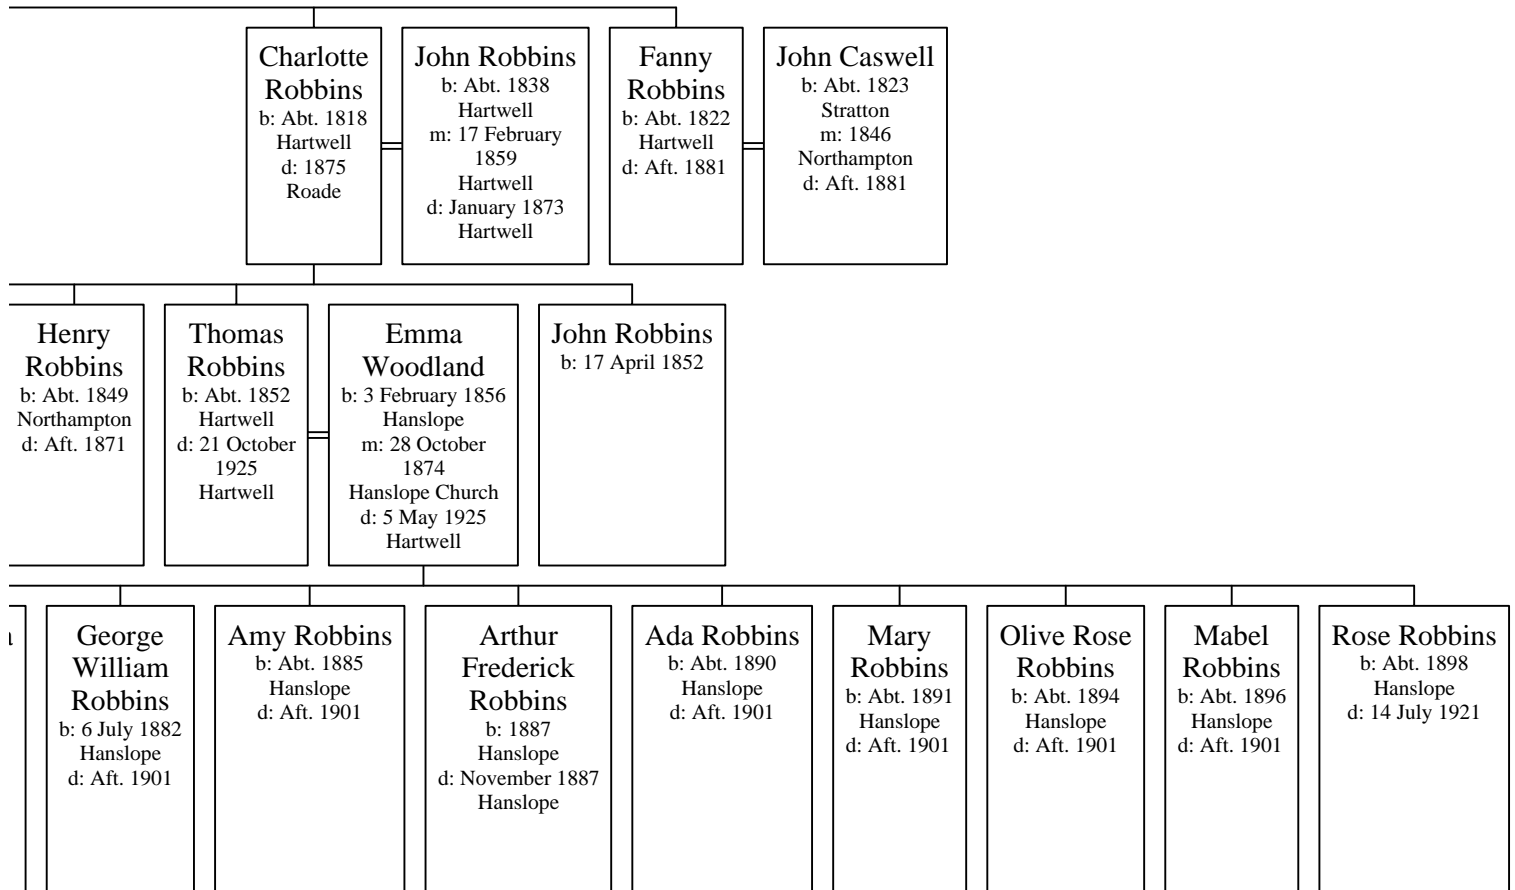 Charlotte
Robbins
b: Abt. 1818
Hartwell
d: 1875
Roade
John Robbins
b: Abt. 1838
Hartwell
m: 17 February
1859
Hartwell
d: January 1873
Hartwell
Fanny
Robbins
b: Abt. 1822
Hartwell
d: Aft. 1881
John Caswell
b: Abt. 1823
Stratton
m: 1846
Northampton
d: Aft. 1881
Henry
Robbins
b: Abt. 1849
Northampton
d: Aft. 1871
Thomas
Robbins
b: Abt. 1852
Hartwell
d: 21 October
1925
Hartwell
Emma
Woodland
b: 3 February 1856
Hanslope
m: 28 October
1874
Hanslope Church
d: 5 May 1925
Hartwell
John Robbins
b: 17 April 1852
George
William
Robbins
b: 6 July 1882
Hanslope
d: Aft. 1901
Amy Robbins
b: Abt. 1885
Hanslope
d: Aft. 1901
Arthur
Frederick
Robbins
b: 1887
Hanslope
d: November 1887
Hanslope
Ada Robbins
b: Abt. 1890
Hanslope
d: Aft. 1901
Mary
Robbins
b: Abt. 1891
Hanslope
d: Aft. 1901
Olive Rose
Robbins
b: Abt. 1894
Hanslope
d: Aft. 1901
Mabel
Robbins
b: Abt. 1896
Hanslope
d: Aft. 1901
Rose Robbins
b: Abt. 1898
Hanslope
d: 14 July 1921